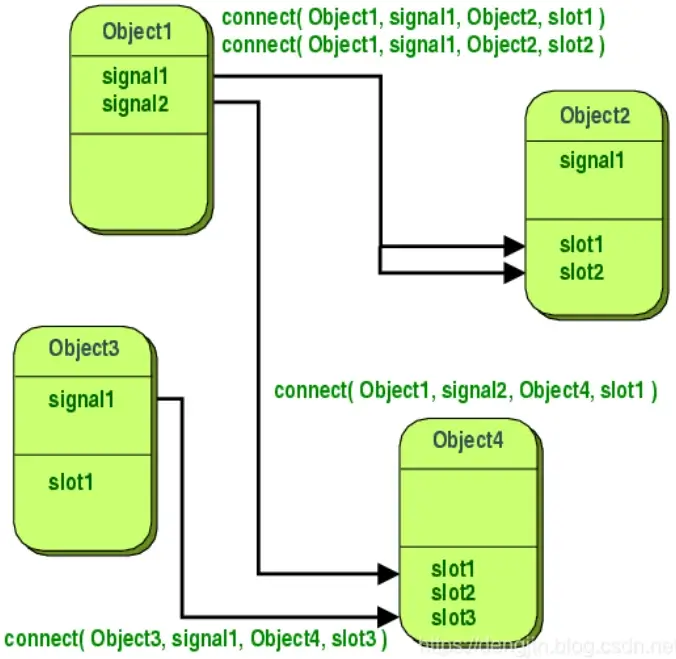 connect( Object1, signal1, Object2, slot1 )
connect( Object1, signal1, Object2, slot2 )
Object1
signal1
signal2
Object2
signal1
slot1
slot2
Object3
signal1
slot1
connect( Object1, signal2, Object4, slot1 )
Object4
slot1
slot2
slot3
connect( Object3, signal1, Object4, slot3 )
https://dengjin.blog.csdn.net